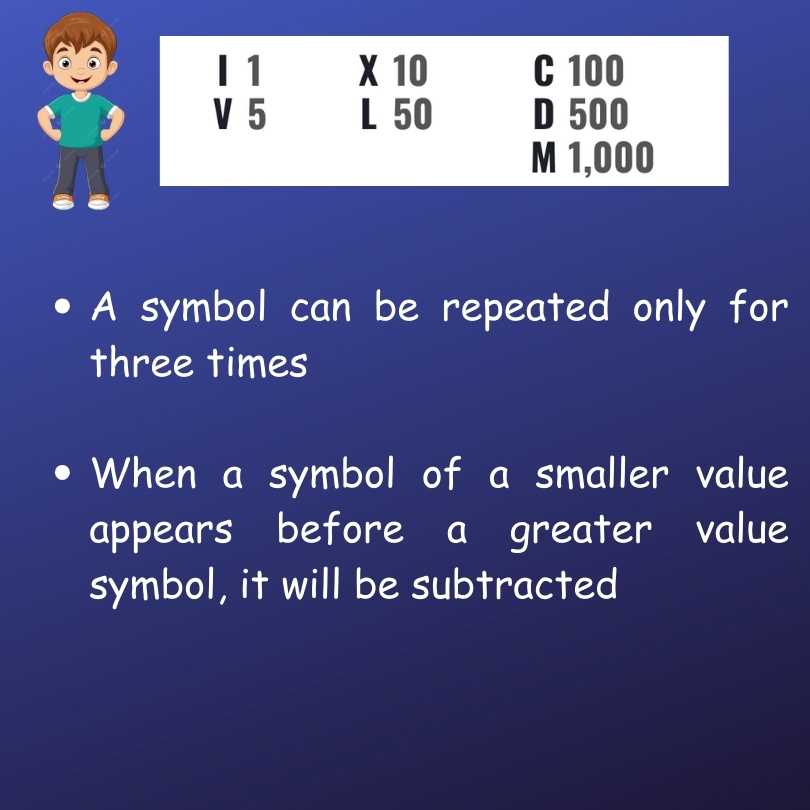 I 1 X 10 C 100
V 5 L 50 D 500
M 1,000
• A symbol can be repeated only for
three times
• When a symbol of a smaller value
appears before a greater value
symbol, it will be subtracted